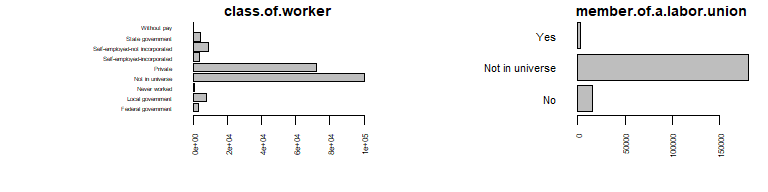 class.of.worker
Without pay
State government
Self-employed-not incorporated
Self-employed-incorporated
Private
Not in universe
Never worked
Local government
Federal government
0e+00
2e+04
4e+04
6e+04
8e+04
1e+05
member.of.a.labor.union
Yes
Not in universe
No
0
50000
100000
150000